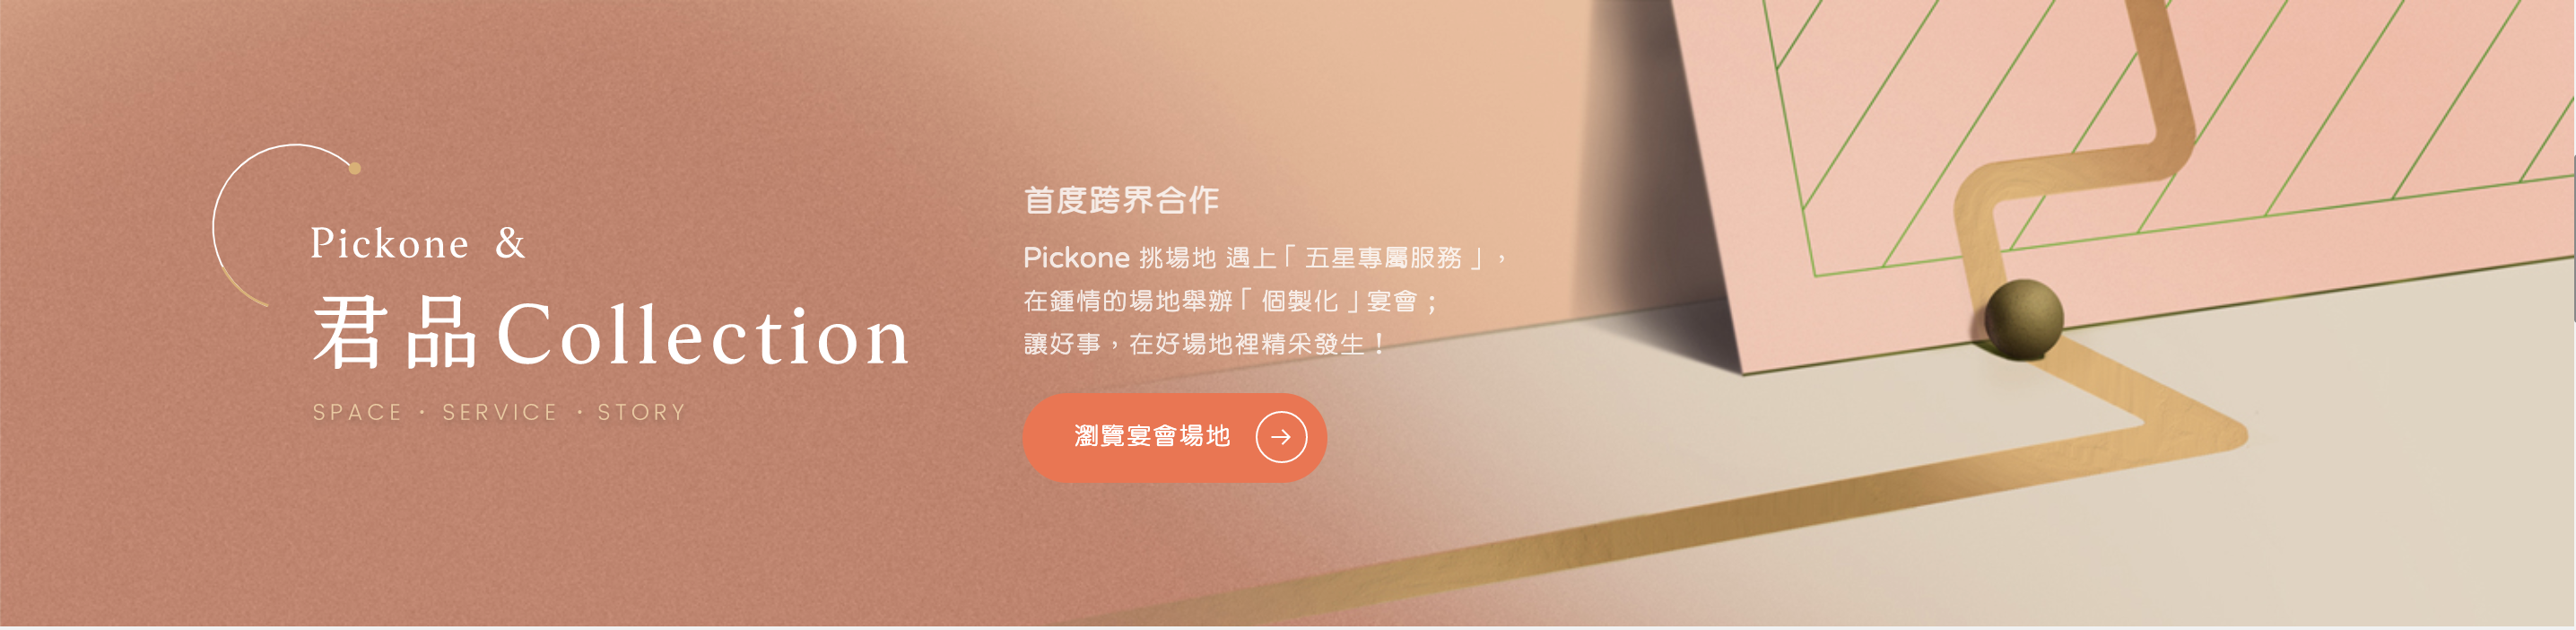 Pickone &
君品Collection
SPACE · SERVICE · STORY
首度跨界合作
Pickone 挑場地 遇上「 五星專屬服務 」，
在鍾情的場地舉辦「 個製化 」宴會；
讓好事，在好場地裡精采發生！
瀏覽宴會場地